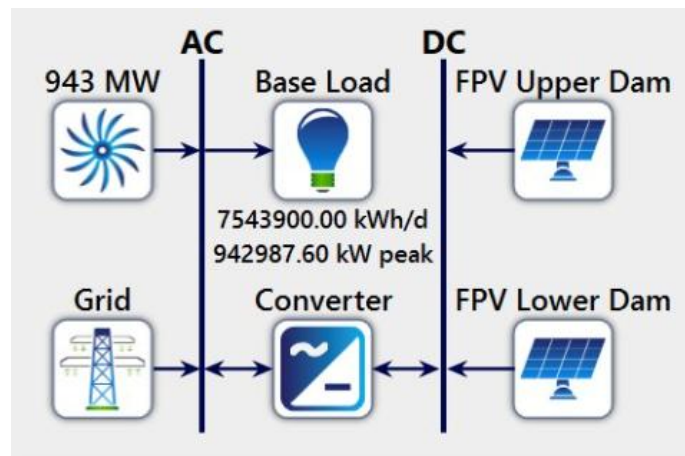 AC
DC
943 MW
Base Load
FPV Upper Dam
7543900.00 kWh/d
942987.60 kW peak
Grid
Converter
FPV Lower Dam